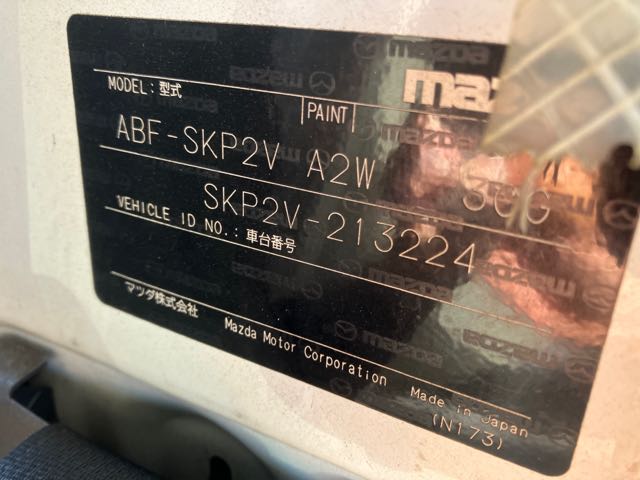 maz
MODEL:型式
PAINT
ABF-SKP2V A2W
SKP2V-213224
VEHICLE ID NO.:車台番号
マツダ株式会社
Mazda Motor Corporation Made in Japan
(N173)